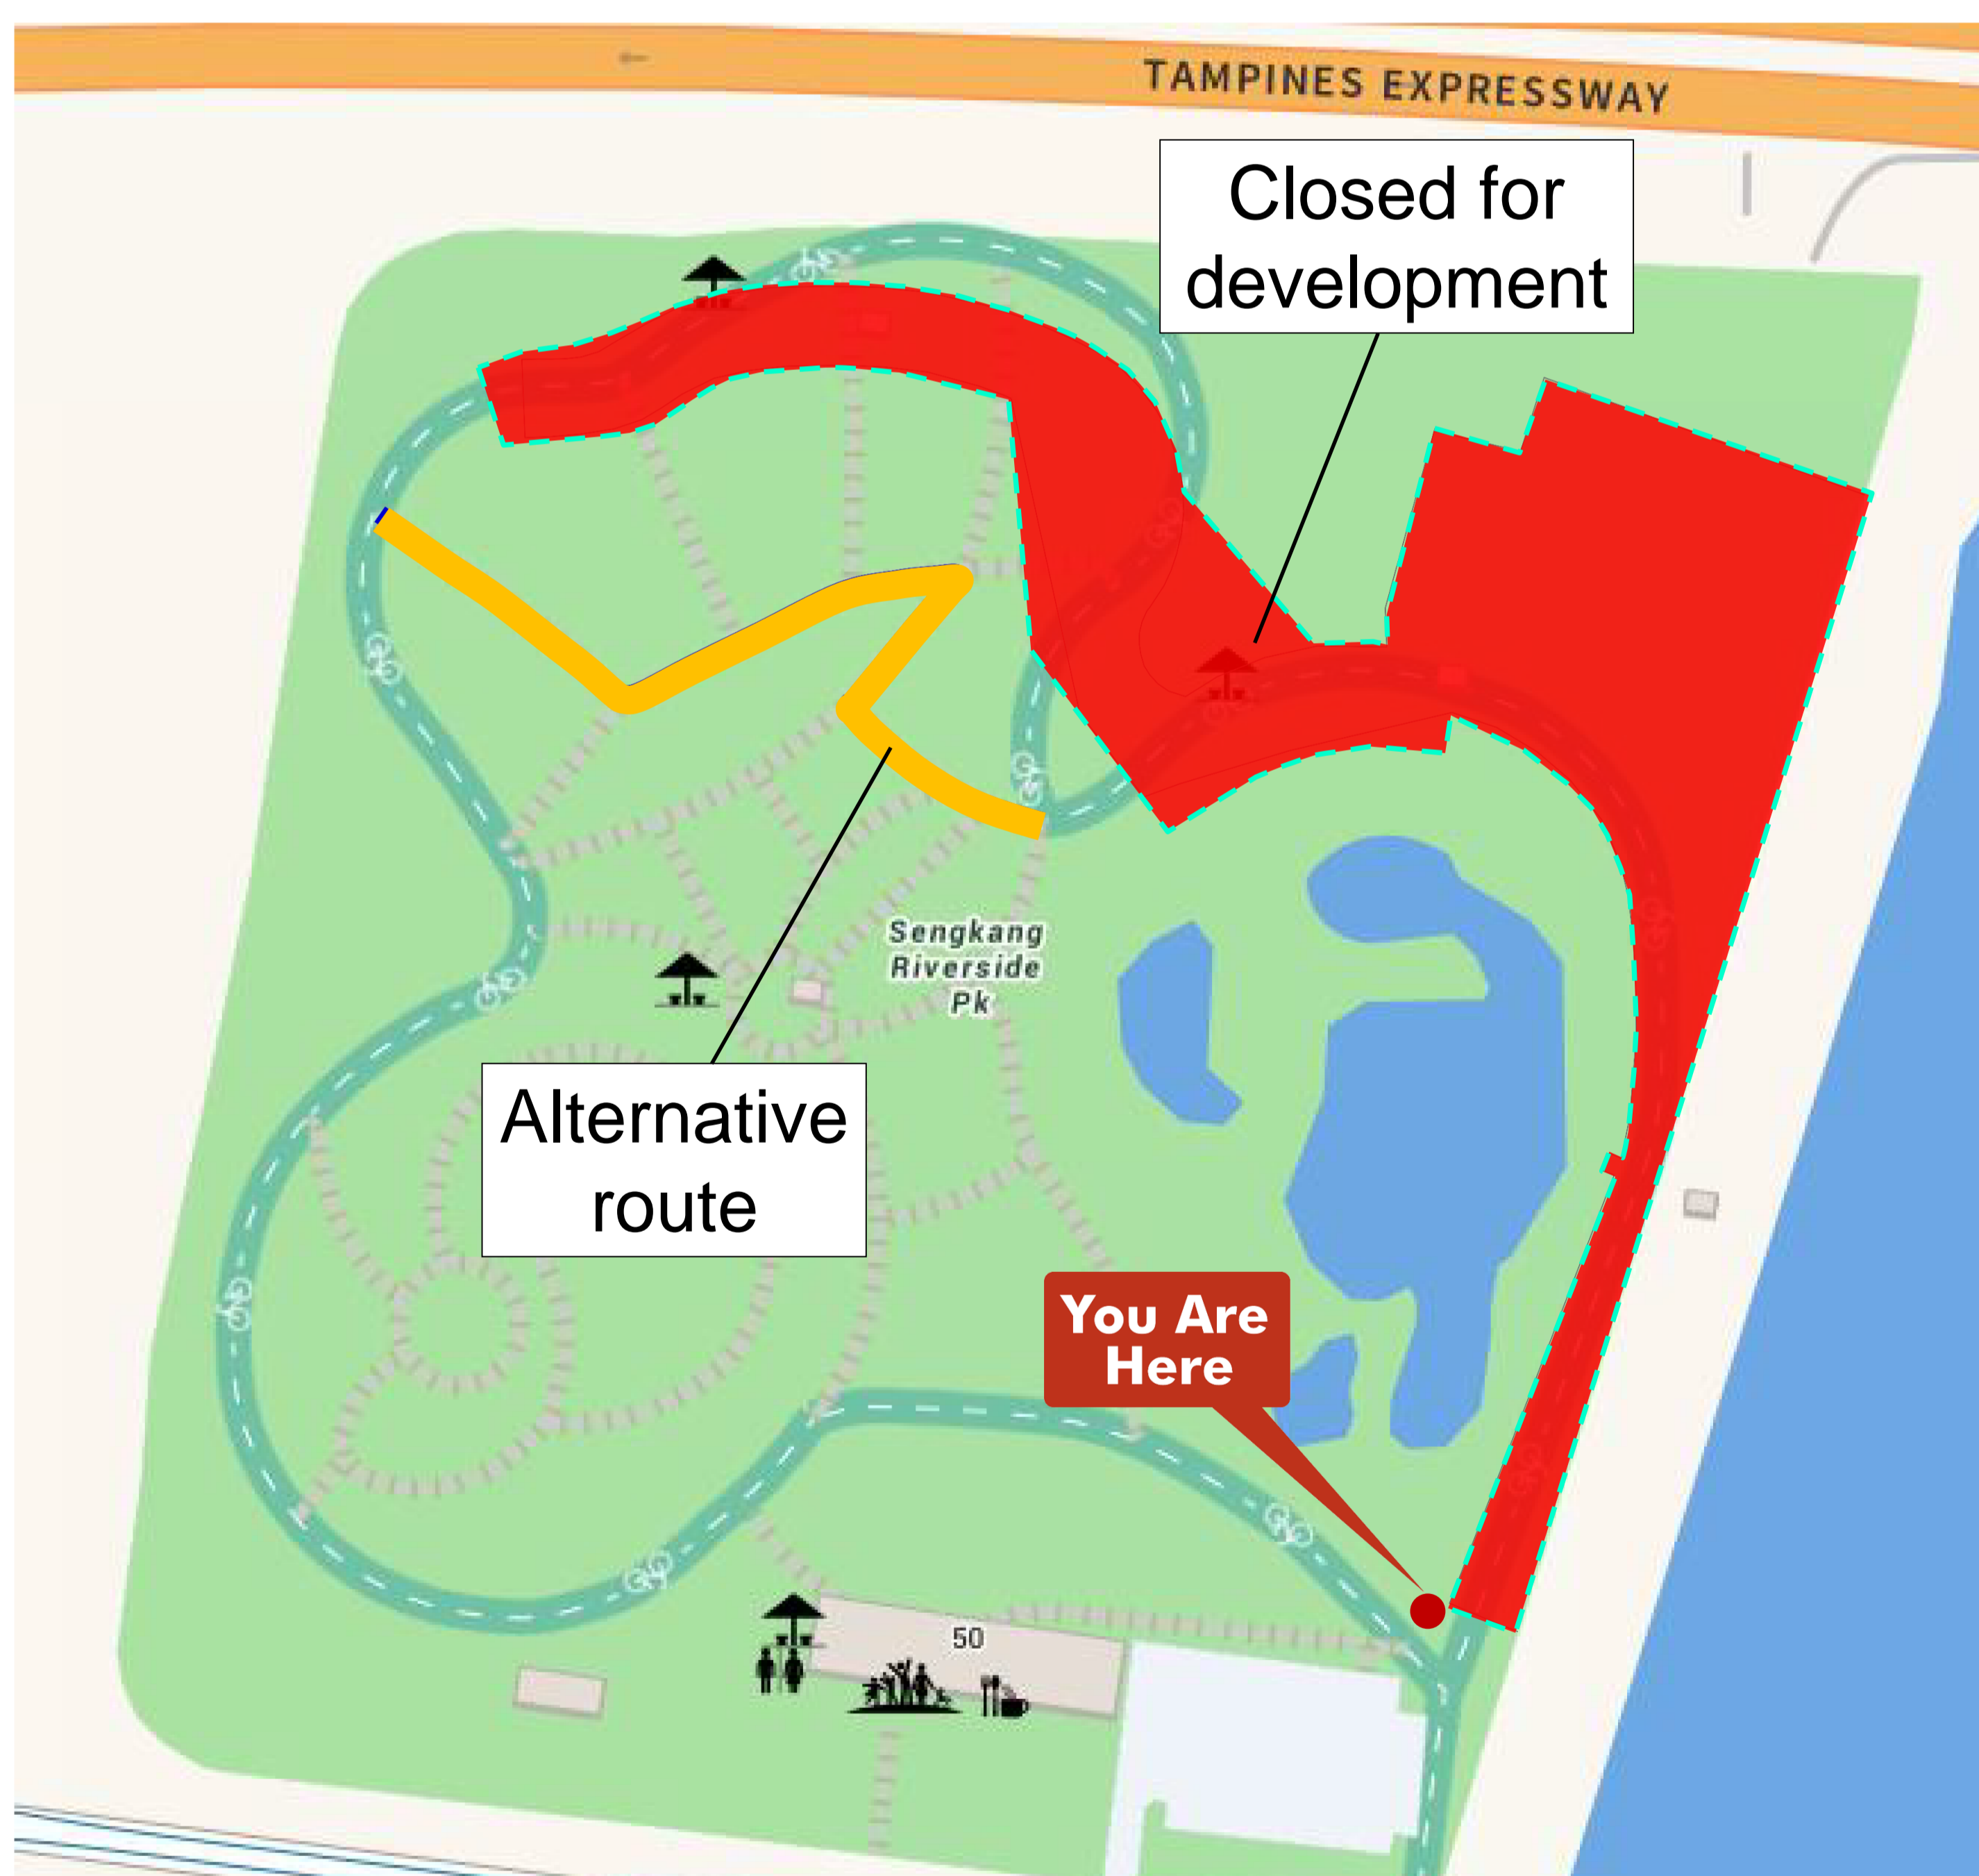 TAMPINES EXPRESSWAY
Closed for
development
Sengkang
Riverside
Pk
Alternative
route
You Are
Here
50